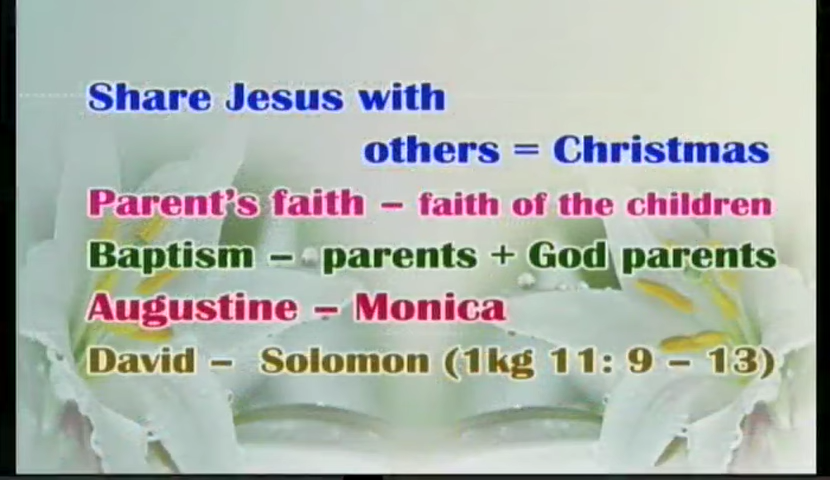 Share Jesus with
others = Christmas
Parent's faith – faith of the children
Baptism – parents + God parents
Augustine – Monica
David – Solomon (1kg 11: 9 – 13)